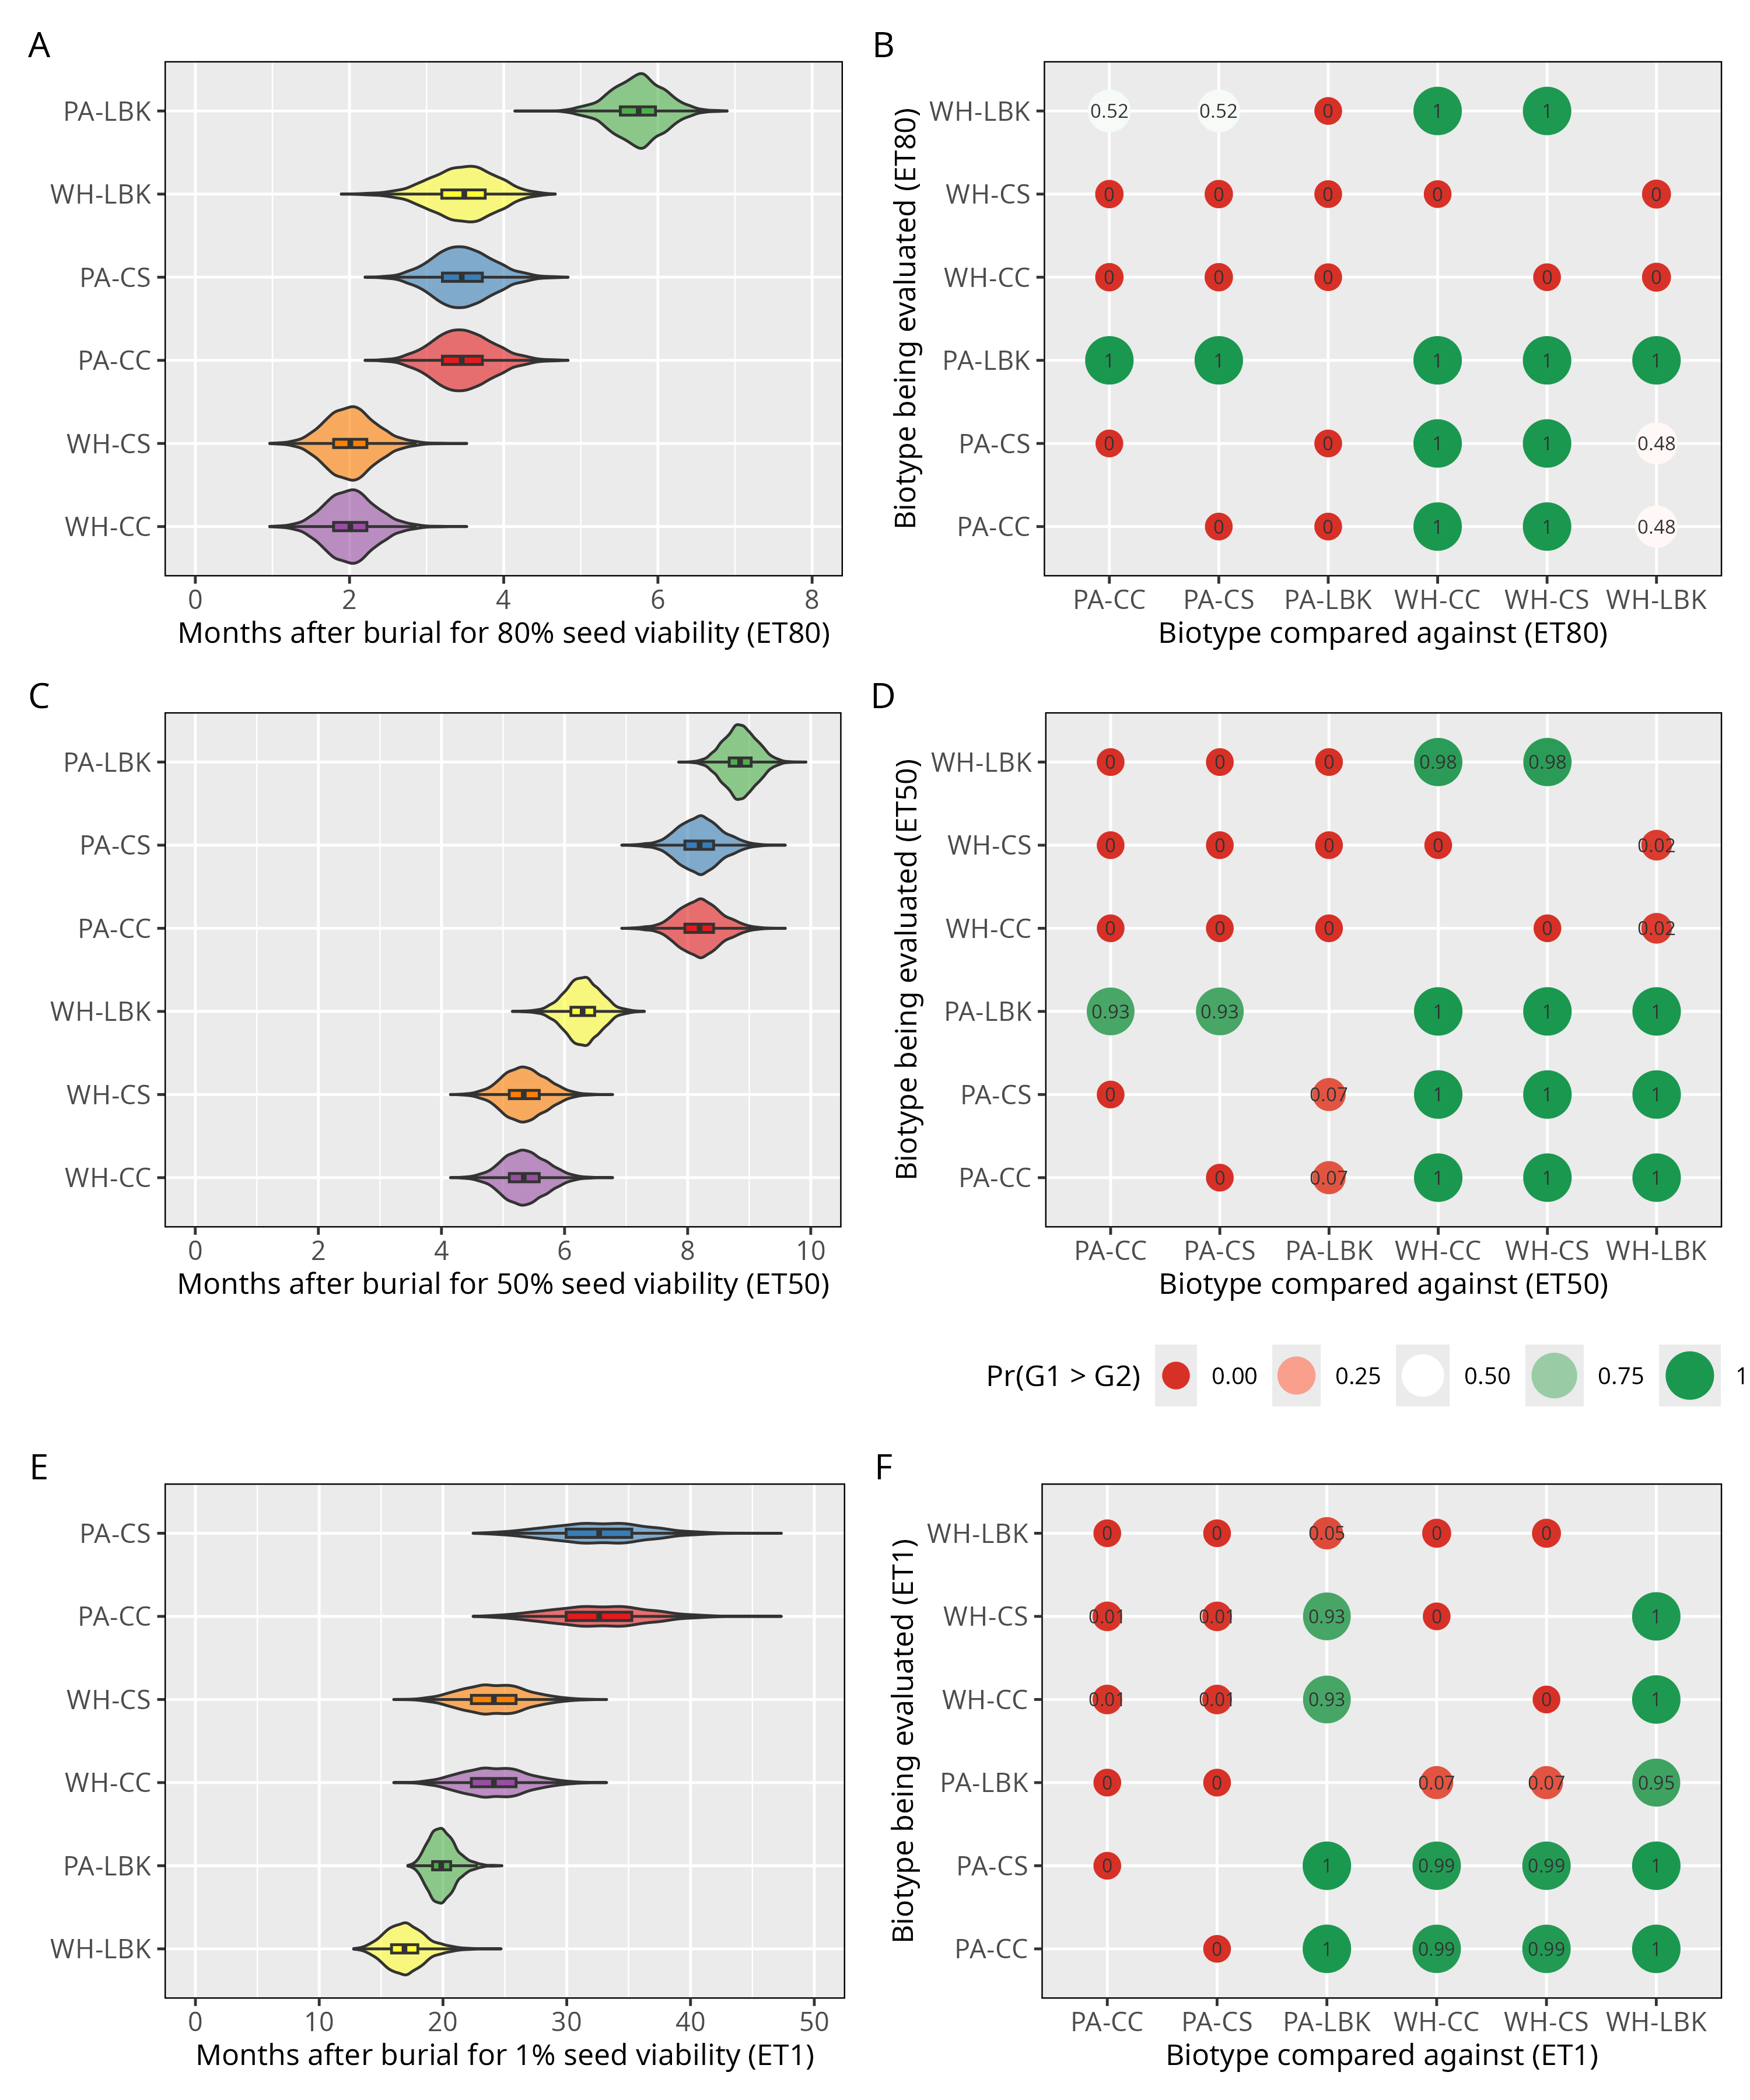 A
PA-LBK
WH-LBK
PA-CS
PA-CC
WH-CS
WH-CC
0 2 4 6 8
Months after burial for 80% seed viability (ET80)
B
Biotype being evaluated (ET80)
WH-LBK 0.52 0.52 0 1 1
WH-CS 0 0 0 0 0
WH-CC 0 0 0 0 0
PA-LBK 1 1 1 1 1
PA-CS 0 0 1 1 0.48
PA-CC 0 0 1 1 0.48
PA-CC PA-CS PA-LBK WH-CC WH-CS WH-LBK
Biotype compared against (ET80)
C
PA-LBK
PA-CS
PA-CC
WH-LBK
WH-CS
WH-CC
0 2 4 6 8 10
Months after burial for 50% seed viability (ET50)
D
Biotype being evaluated (ET50)
WH-LBK 0 0 0 0.98 0.98
WH-CS 0 0 0 0 0.02
WH-CC 0 0 0 0 0.02
PA-LBK 0.93 0.93 1 1 1
PA-CS 0 0.07 1 1 1
PA-CC 0 0.07 1 1 1
PA-CC PA-CS PA-LBK WH-CC WH-CS WH-LBK
Biotype compared against (ET50)
Pr(G1 > G2) 0.00 0.25 0.50 0.75 1
E
PA-CS
PA-CC
WH-CS
WH-CC
PA-LBK
WH-LBK
0 10 20 30 40 50
Months after burial for 1% seed viability (ET1)
F
Biotype being evaluated (ET1)
WH-LBK 0 0 0.05 0 0
WH-CS 0.01 0.01 0.93 0 1
WH-CC 0.01 0.01 0.93 0 1
PA-LBK 0 0 0.07 0.07 0.95
PA-CS 0 1 0.99 0.99 1
PA-CC 0 1 0.99 0.99 1
PA-CC PA-CS PA-LBK WH-CC WH-CS WH-LBK
Biotype compared against (ET1)